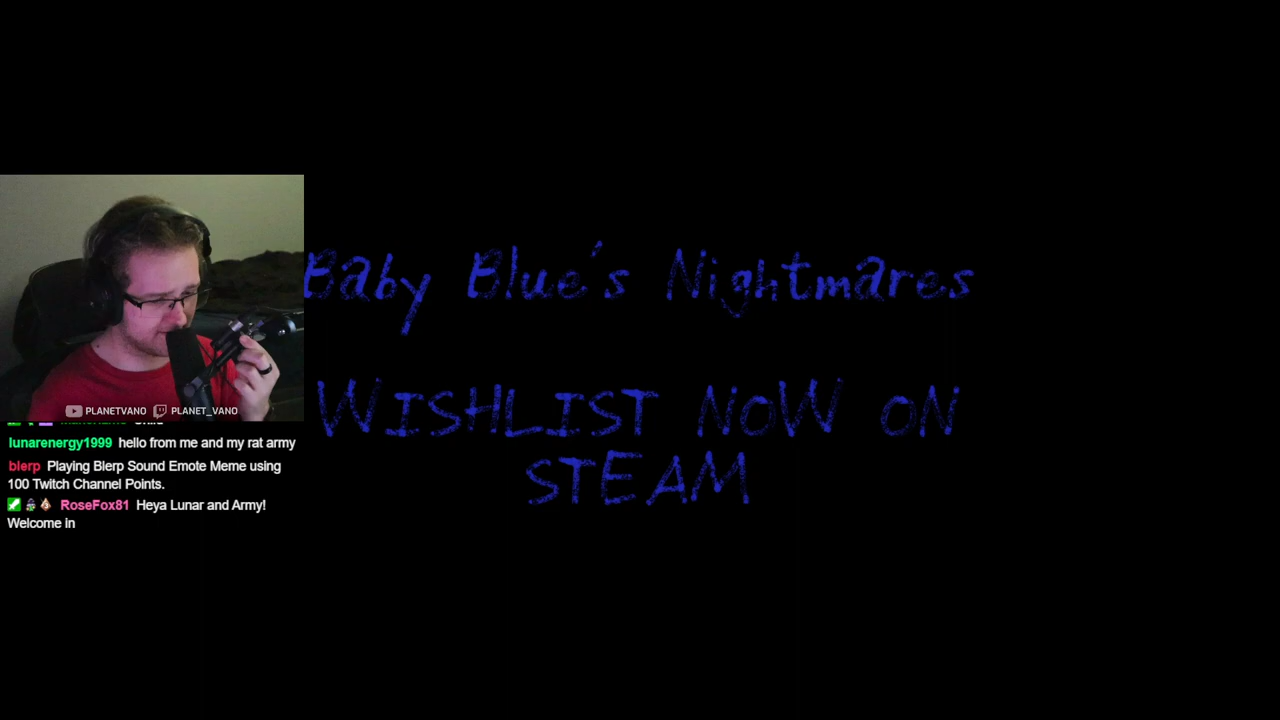 Baby Blue's Nightmares
WISHLIST NOW ON
STEAM
PLANETVANO PLANET_VANO
lunarenergy1999 hello from me and my rat army
blerp Playing Blerp Sound Emote Meme using
100 Twitch Channel Points.
RoseFox81 Heya Lunar and Army!
Welcome in